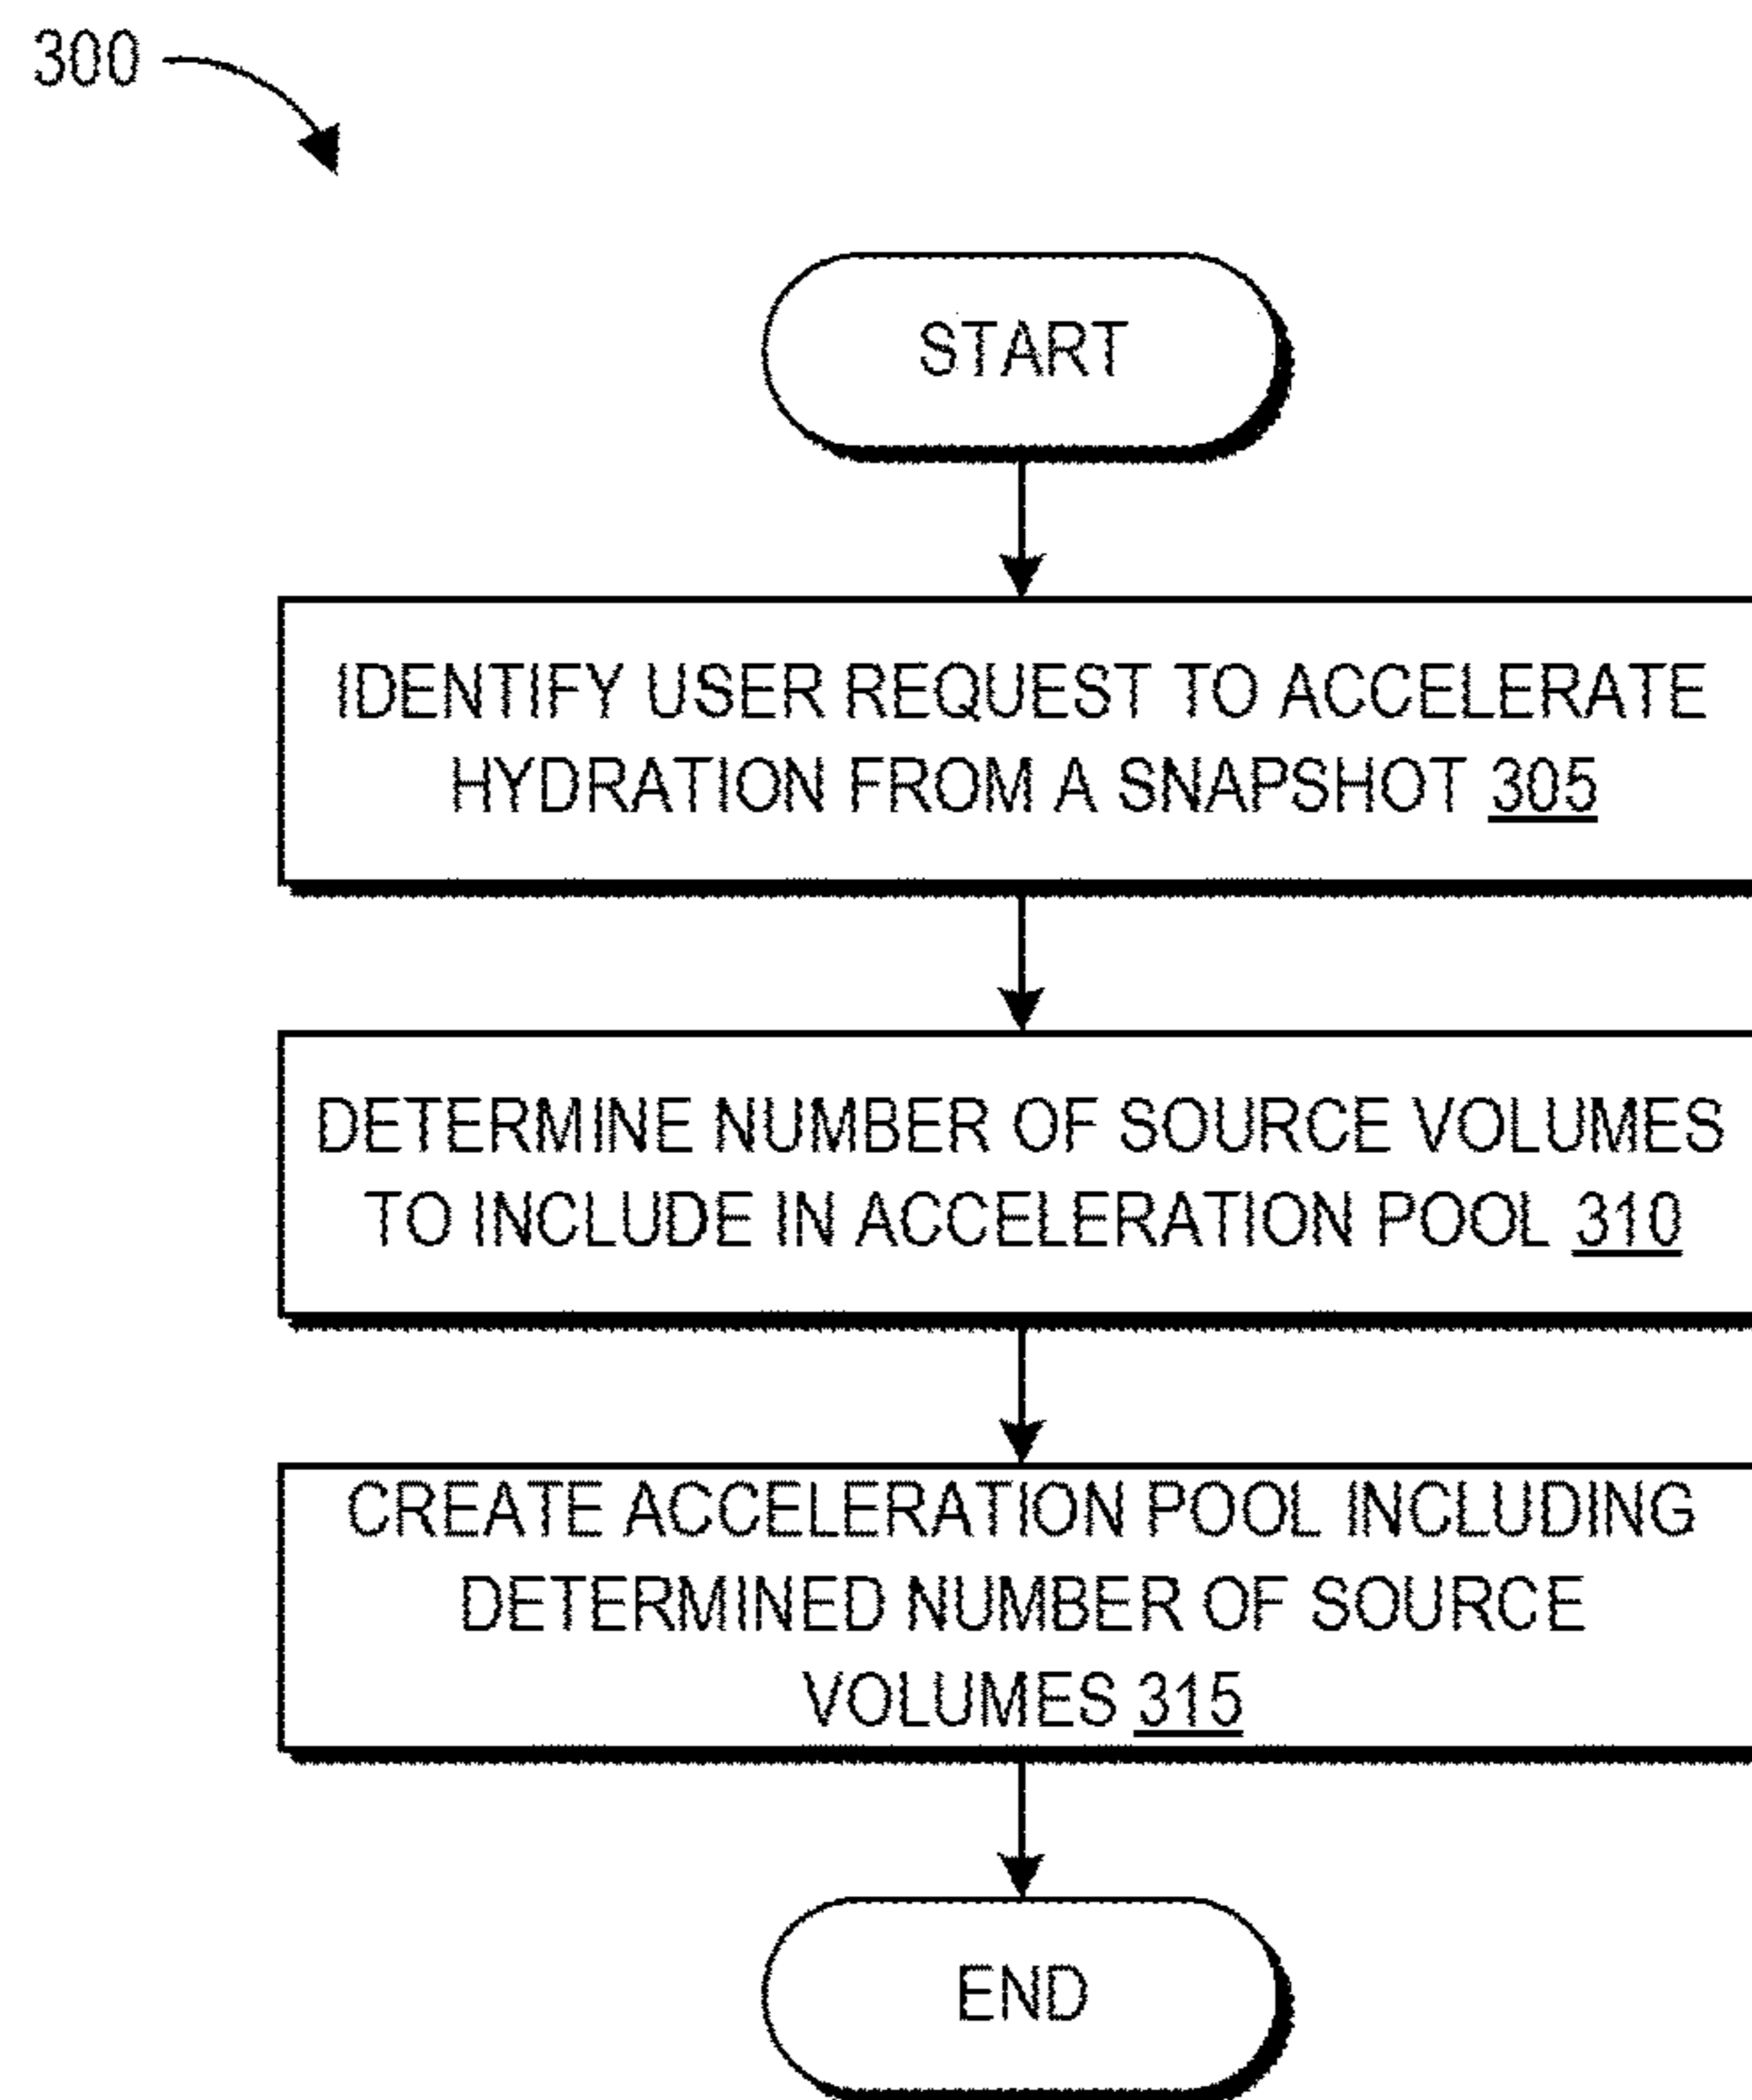 300
START
IDENTIFY USER REQUEST TO ACCELERATE
HYDRATION FROM A SNAPSHOT 305
DETERMINE NUMBER OF SOURCE VOLUMES
TO INCLUDE IN ACCELERATION POOL 310
CREATE ACCELERATION POOL INCLUDING
DETERMINED NUMBER OF SOURCE
VOLUMES 315
END